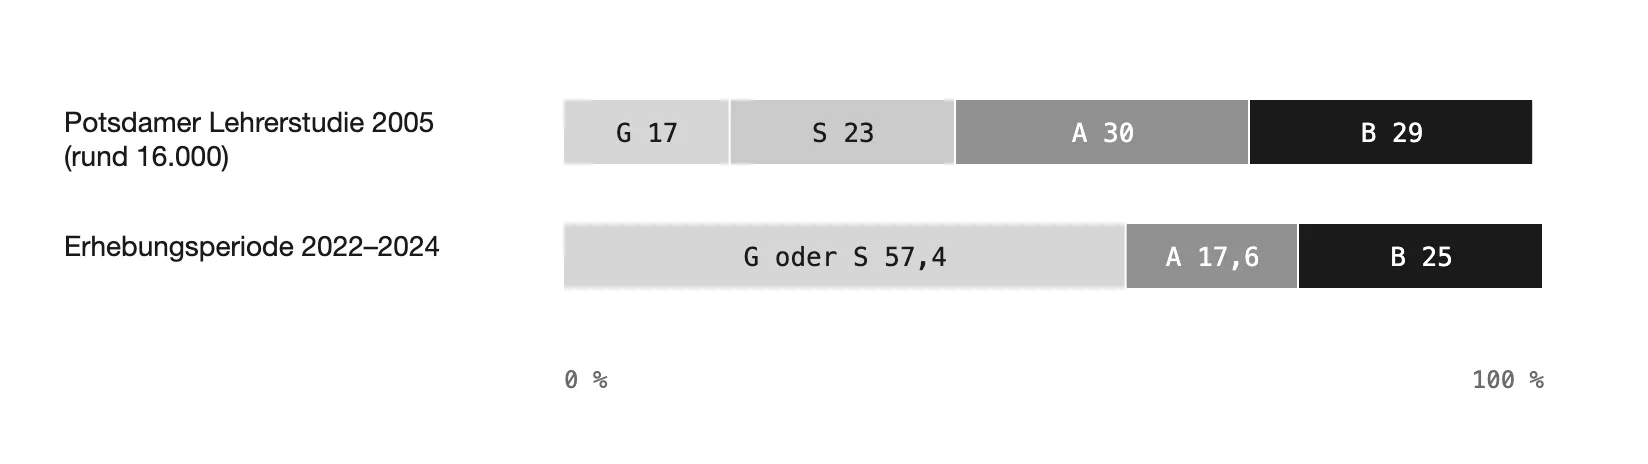 Potsdamer Lehrerstudie 2005
(rund 16.000)
G 17
S 23
A 30
B 29
Erhebungsperiode 2022–2024
G oder S 57,4
A 17,6
B 25
0 %
100 %